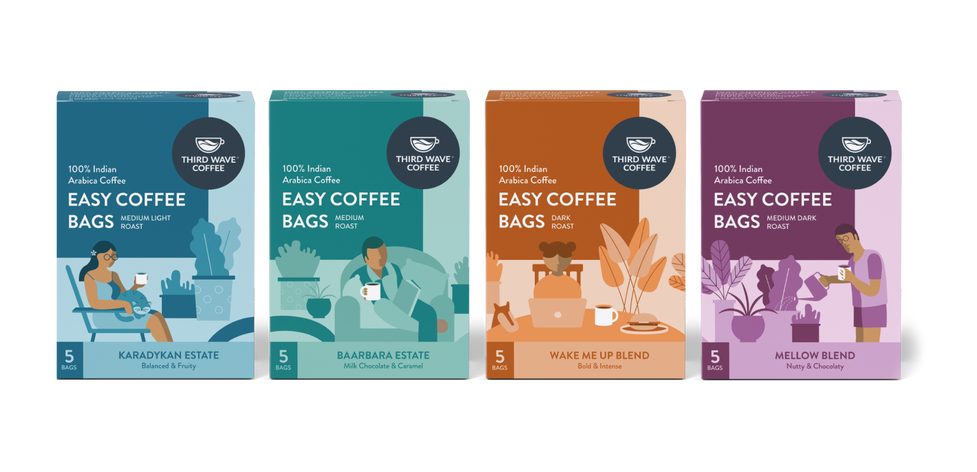 THIRD WAVE
COFFEE
100% Indian
Arabica Coffee
EASY COFFEE
BAGS
MEDIUM LIGHT
ROAST
5
BAGS
KARADYKAN ESTATE
Balanced & Fruity
THIRD WAVE
COFFEE
100% Indian
Arabica Coffee
EASY COFFEE
BAGS
MEDIUM
ROAST
5
BAGS
BAARBARA ESTATE
Milk Chocolate & Caramel
THIRD WAVE
COFFEE
100% Indian
Arabica Coffee
EASY COFFEE
BAGS
DARK
ROAST
5
BAGS
WAKE ME UP BLEND
Bold & Intense
THIRD WAVE
COFFEE
100% Indian
Arabica Coffee
EASY COFFEE
BAGS
MEDIUM DARK
ROAST
5
BAGS
MELLOW BLEND
Nutty & Chocolaty